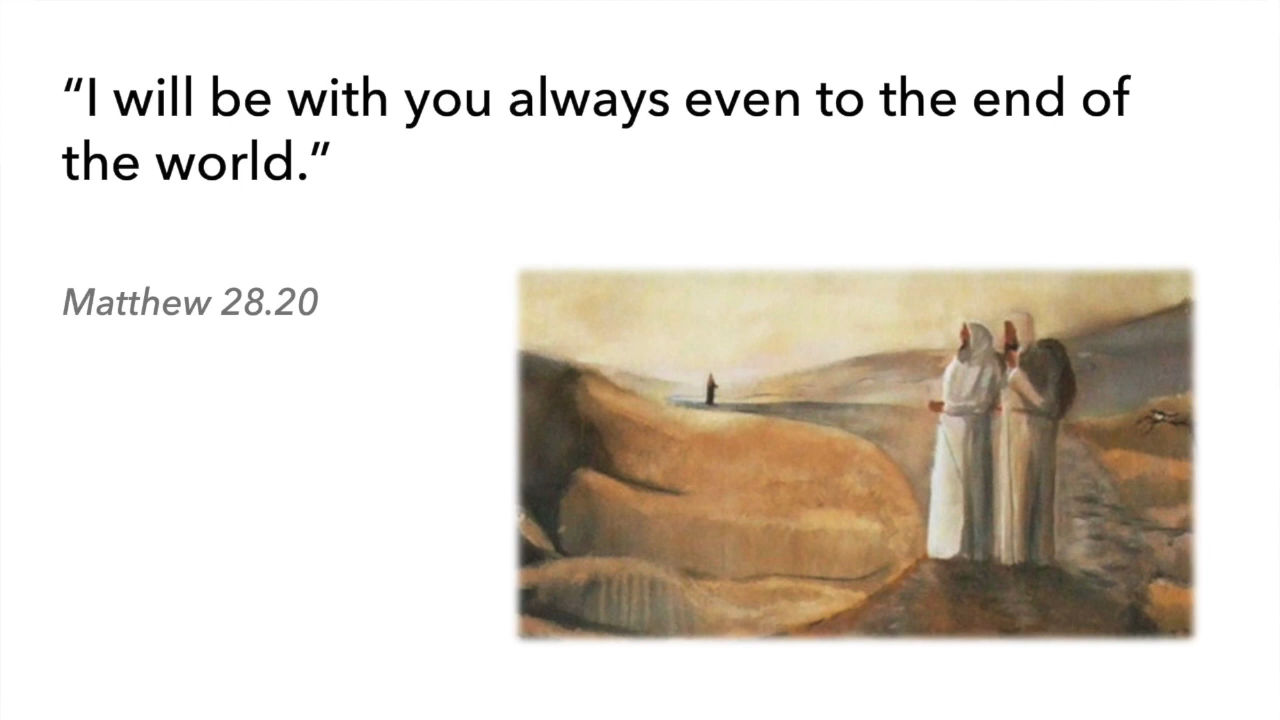 “I will be with you always even to the end of
the world.”
Matthew 28.20